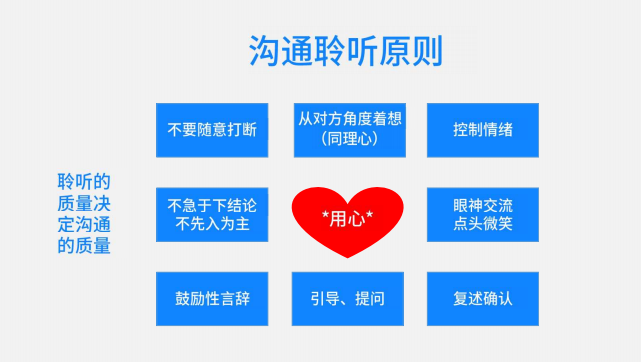 沟通聆听原则
不要随意打断
从对方角度着想
（同理心）
控制情绪
聆听的
质量决
定沟通
的质量
不急于下结论
不先入为主
*用心*
眼神交流
点头微笑
鼓励性言辞
引导、提问
复述确认